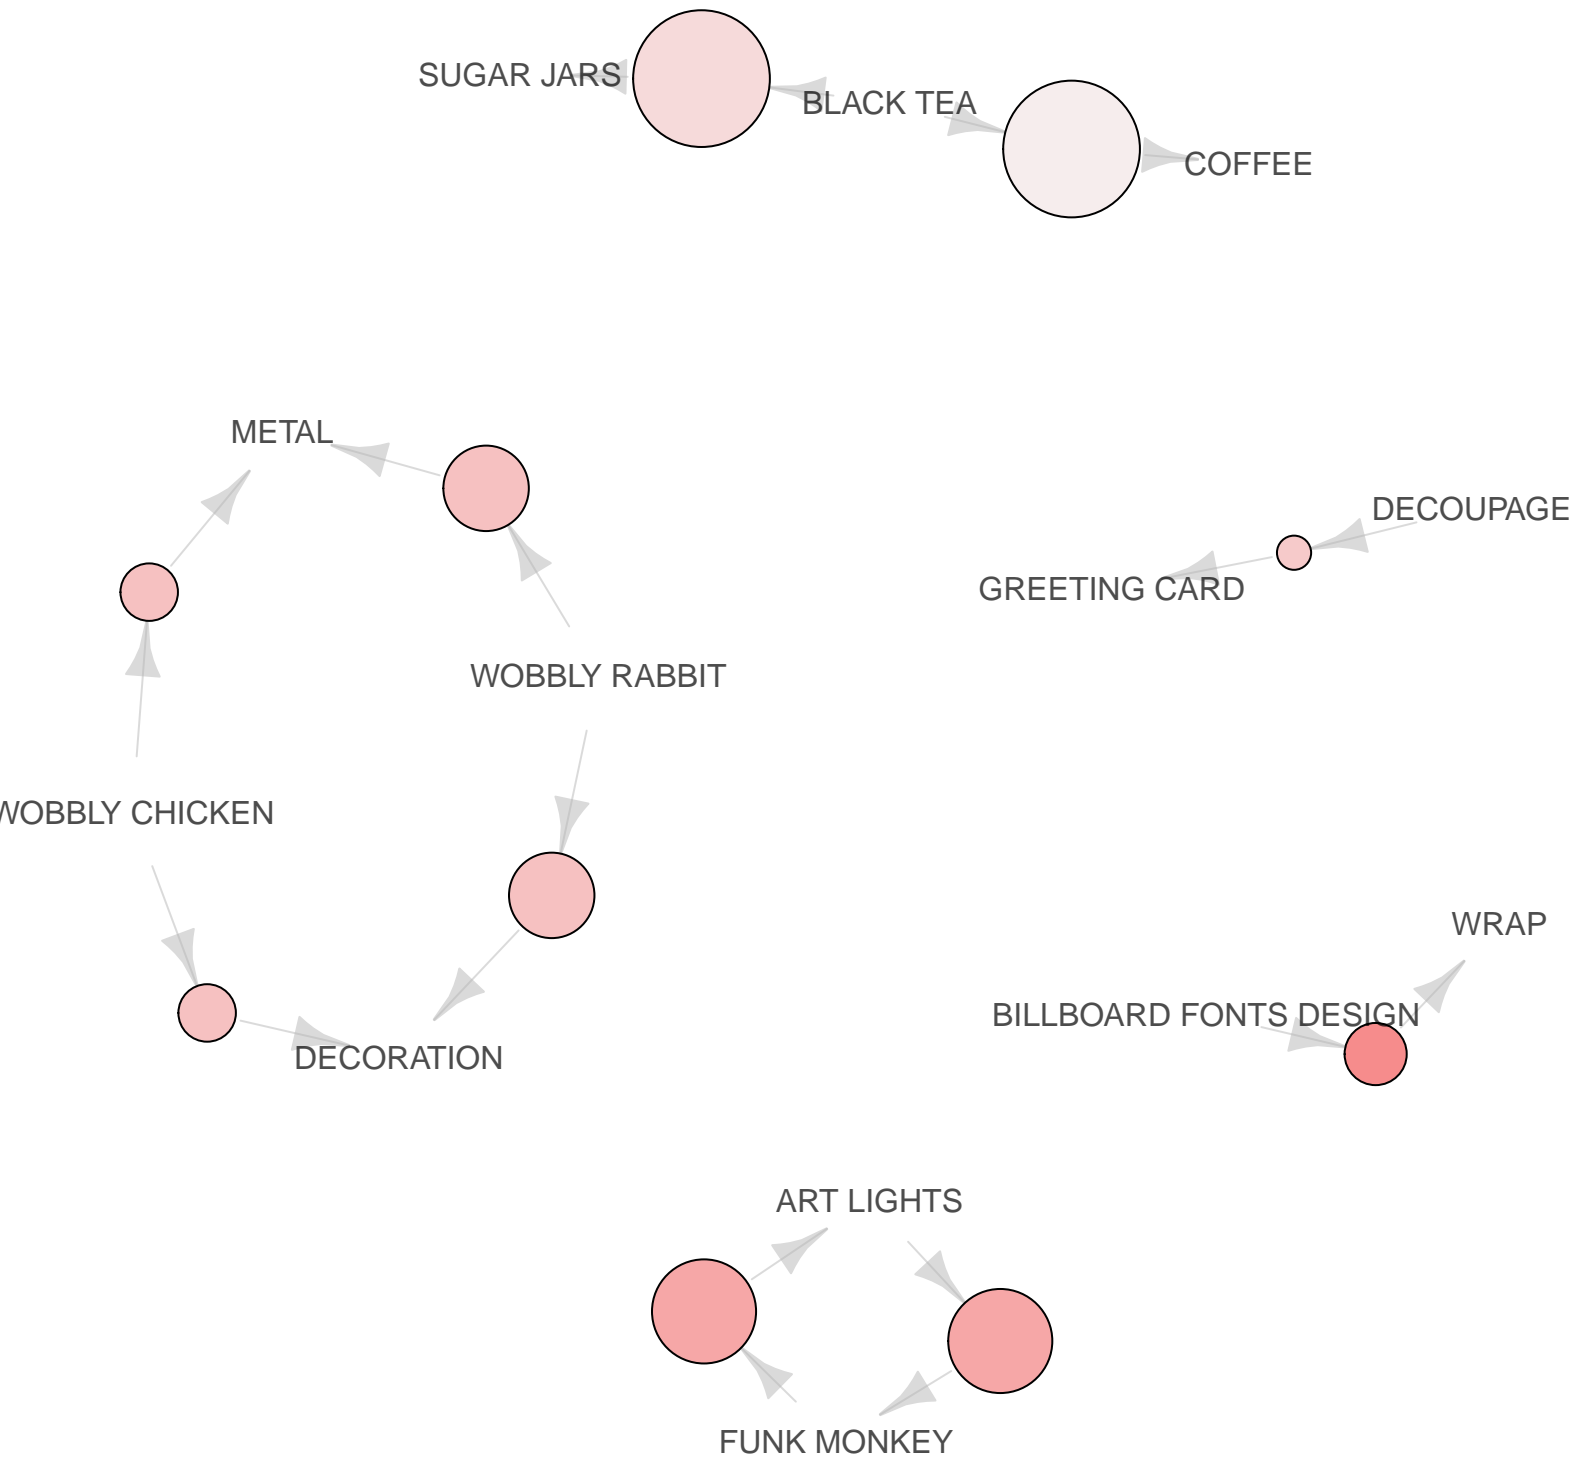 SUGAR JARS
BLACK TEA
COFFEE
METAL
DECOUPAGE
GREETING CARD
WOBBLY RABBIT
WOBBLY CHICKEN
WRAP
BILLBOARD FONTS DESIGN
DECORATION
ART LIGHTS
FUNK MONKEY